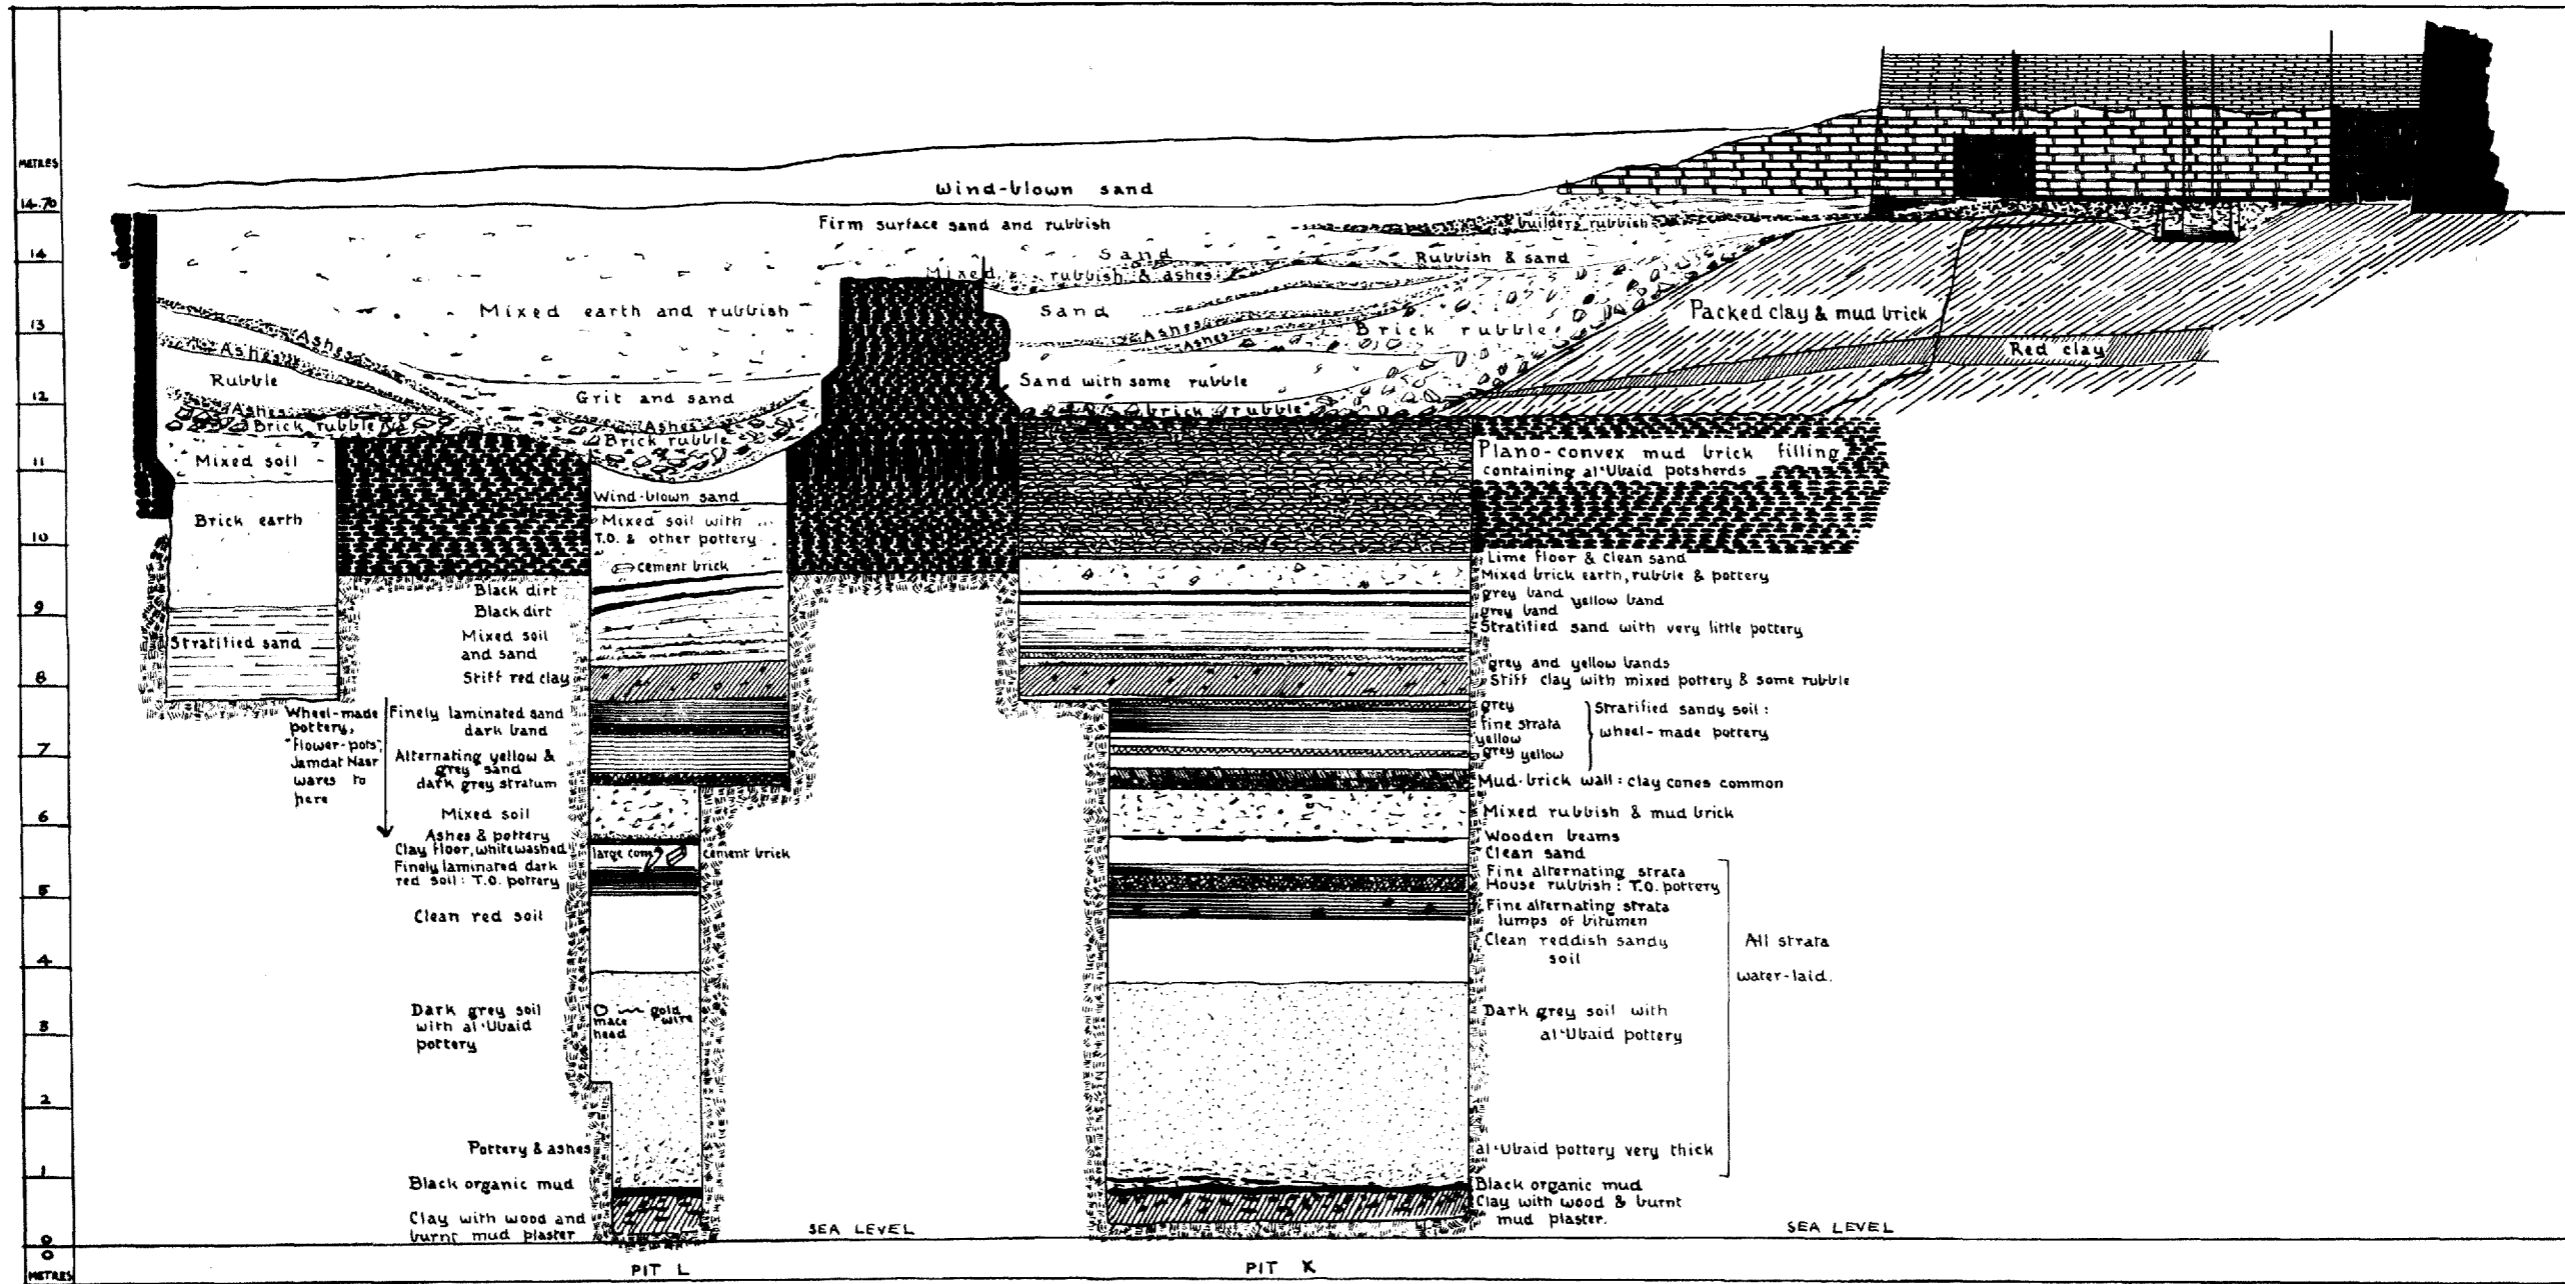 METRES
14.70
14
13
12
11
10
9
8
7
6
5
4
3
2
1
0
0
METRES
Wind-blown sand
Firm surface sand and rubbish
builders rubbish
Sand
Mixed rubbish & ashes
Rubbish & sand
Mixed earth and rubbish
Sand
Ashes
Ashes
Brick rubble
Packed clay & mud brick
Red clay
Ashes
Ashes
Rubble
Ashes
Brick rubble
Grit and sand
Ashes
Brick rubble
Sand with some rubble
brick rubble
Mixed soil
Brick earth
Stratified sand
Wind-blown sand
Mixed soil with
T.O. & other pottery
cement brick
Black dirt
Black dirt
Mixed soil
and sand
Stiff red clay
Wheel-made
pottery,
"flower-pots",
Jamdat Nasr
wares to
here
Finely laminated sand
dark band
Alternating yellow &
grey sand
dark grey stratum
Mixed soil
Ashes & pottery
Clay floor, whitewashed
large cone
cement brick
Finely laminated dark
red soil: T.O. pottery
Clean red soil
Dark grey soil
with al'Ubaid
pottery
mace
head
gold
wire
Pottery & ashes
Black organic mud
Clay with wood and
burnt mud plaster
Plano-convex mud brick filling
containing al'Ubaid potsherds
Lime floor & clean sand
Mixed brick earth, rubble & pottery
grey band
yellow band
grey band
Stratified sand with very little pottery
grey and yellow bands
Stiff clay with mixed pottery & some rubble
grey
fine strata
yellow
grey yellow
Stratified sandy soil:
wheel-made pottery
Mud-brick wall: clay cones common
Mixed rubbish & mud brick
Wooden beams
Clean sand
Fine alternating strata
House rubbish: T.O. pottery
Fine alternating strata
lumps of bitumen
Clean reddish sandy
soil
All strata
water-laid.
Dark grey soil with
al'Ubaid pottery
al'Ubaid pottery very thick
Black organic mud
Clay with wood & burnt
mud plaster.
SEA LEVEL
SEA LEVEL
PIT L
PIT K